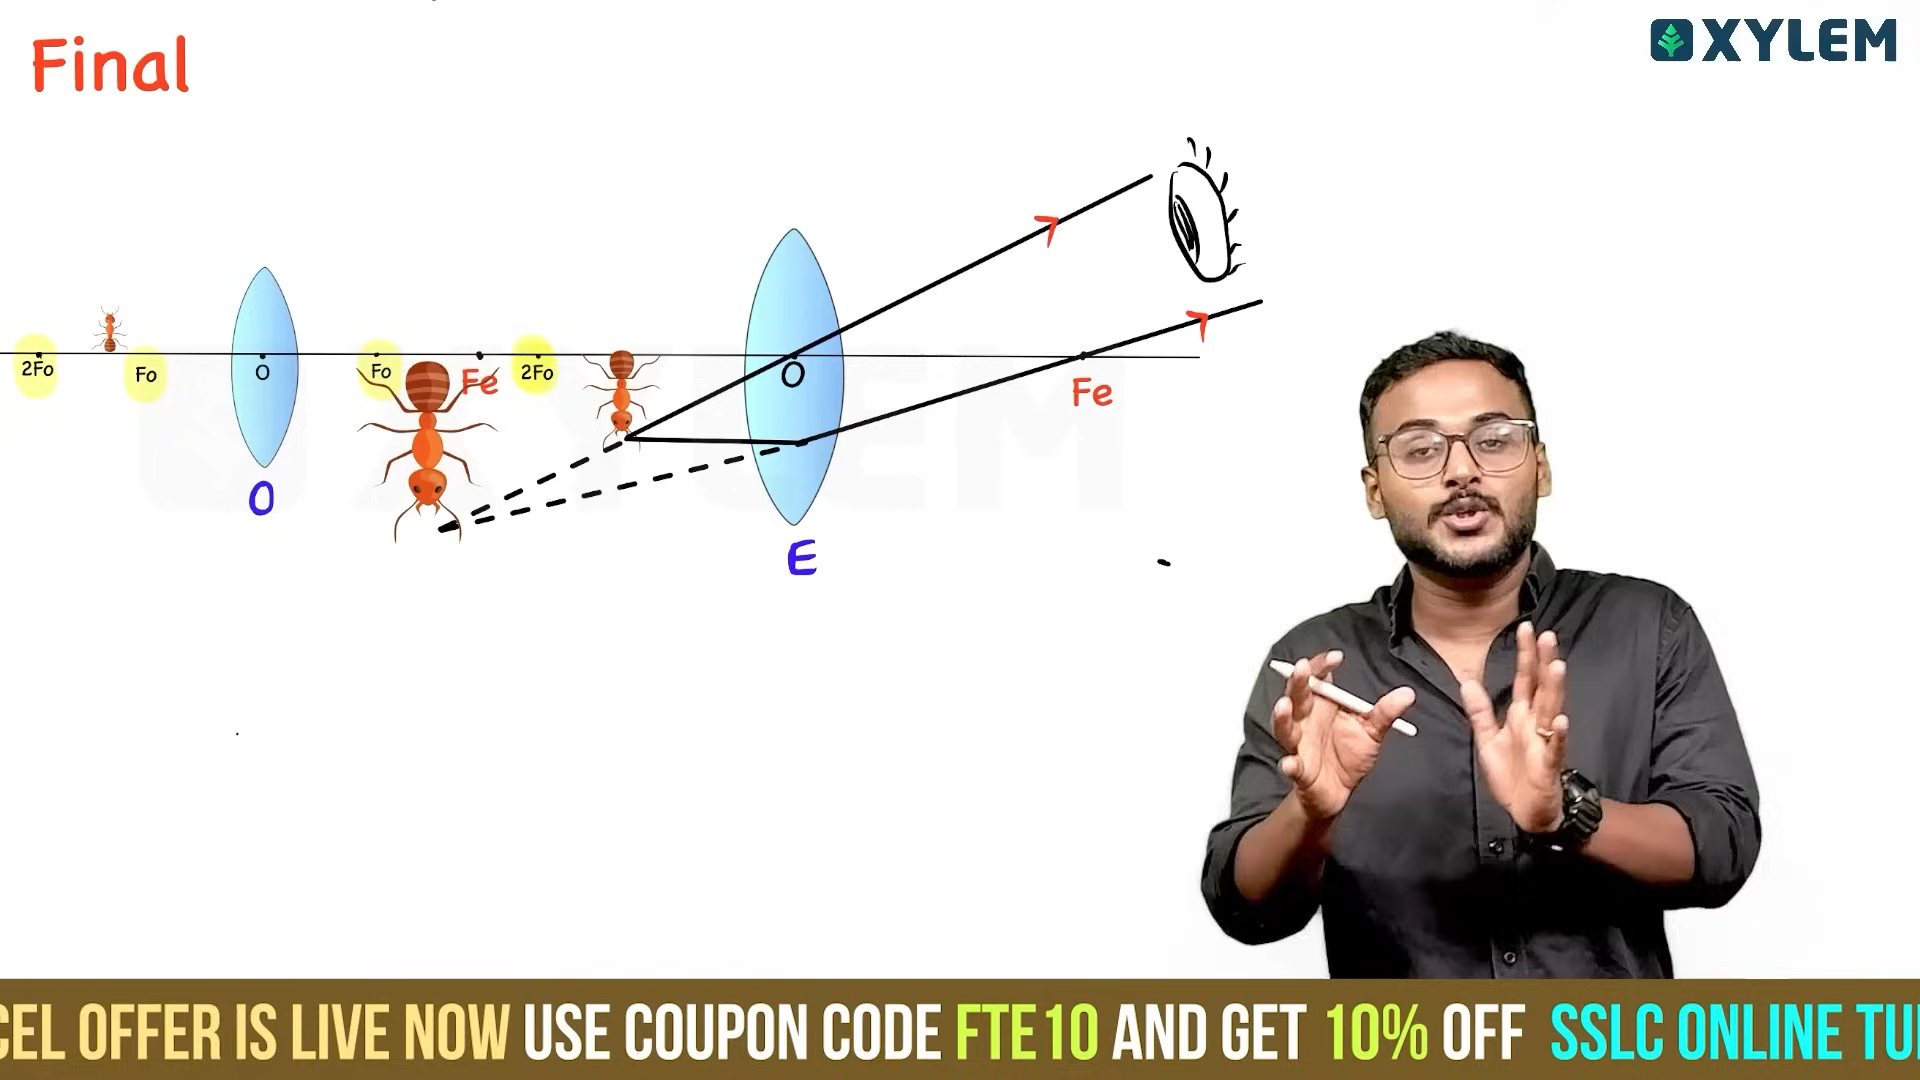 Final
XYLEM
2Fo
Fo
O
Fo
Fe
2Fo
O
Fe
O
E
XYLEM
CEL OFFER IS LIVE NOW USE COUPON CODE FTE10 AND GET 10% OFF SSLC ONLINE TU